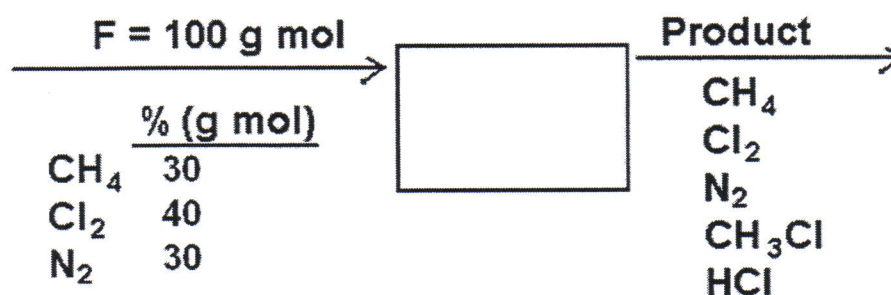 F = 100 g mol
% (g mol)
CH₄ 30
Cl₂ 40
N₂ 30
Product
CH₄
Cl₂
N₂
CH₃Cl
HCl